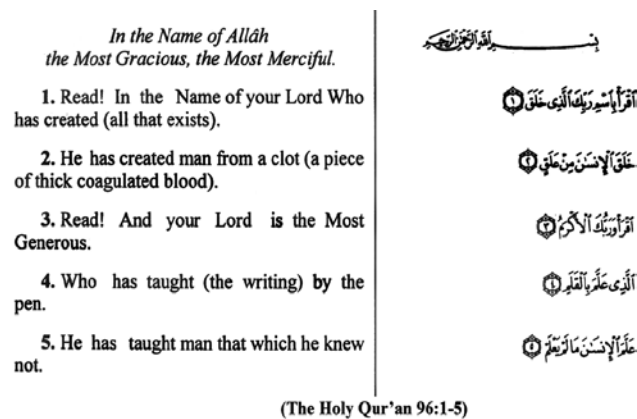 In the Name of Allâh
the Most Gracious, the Most Merciful.
1. Read! In the Name of your Lord Who
has created (all that exists).
2. He has created man from a clot (a piece
of thick coagulated blood).
3. Read! And your Lord is the Most
Generous.
4. Who has taught (the writing) by the
pen.
5. He has taught man that which he knew
not.
بِسْمِ اللَّهِ الرَّحْمَٰنِ الرَّحِيمِ
ٱقْرَأْ بِٱسْمِ رَبِّكَ ٱلَّذِى خَلَقَ ١
خَلَقَ ٱلْإِنسَٰنَ مِنْ عَلَقٍ ٢
ٱقْرَأْ وَرَبُّكَ ٱلْأَكْرَمُ ٣
ٱلَّذِى عَلَّمَ بِٱلْقَلَمِ ٤
عَلَّمَ ٱلْإِنسَٰنَ مَا لَمْ يَعْلَمْ ٥
(The Holy Qur'an 96:1-5)